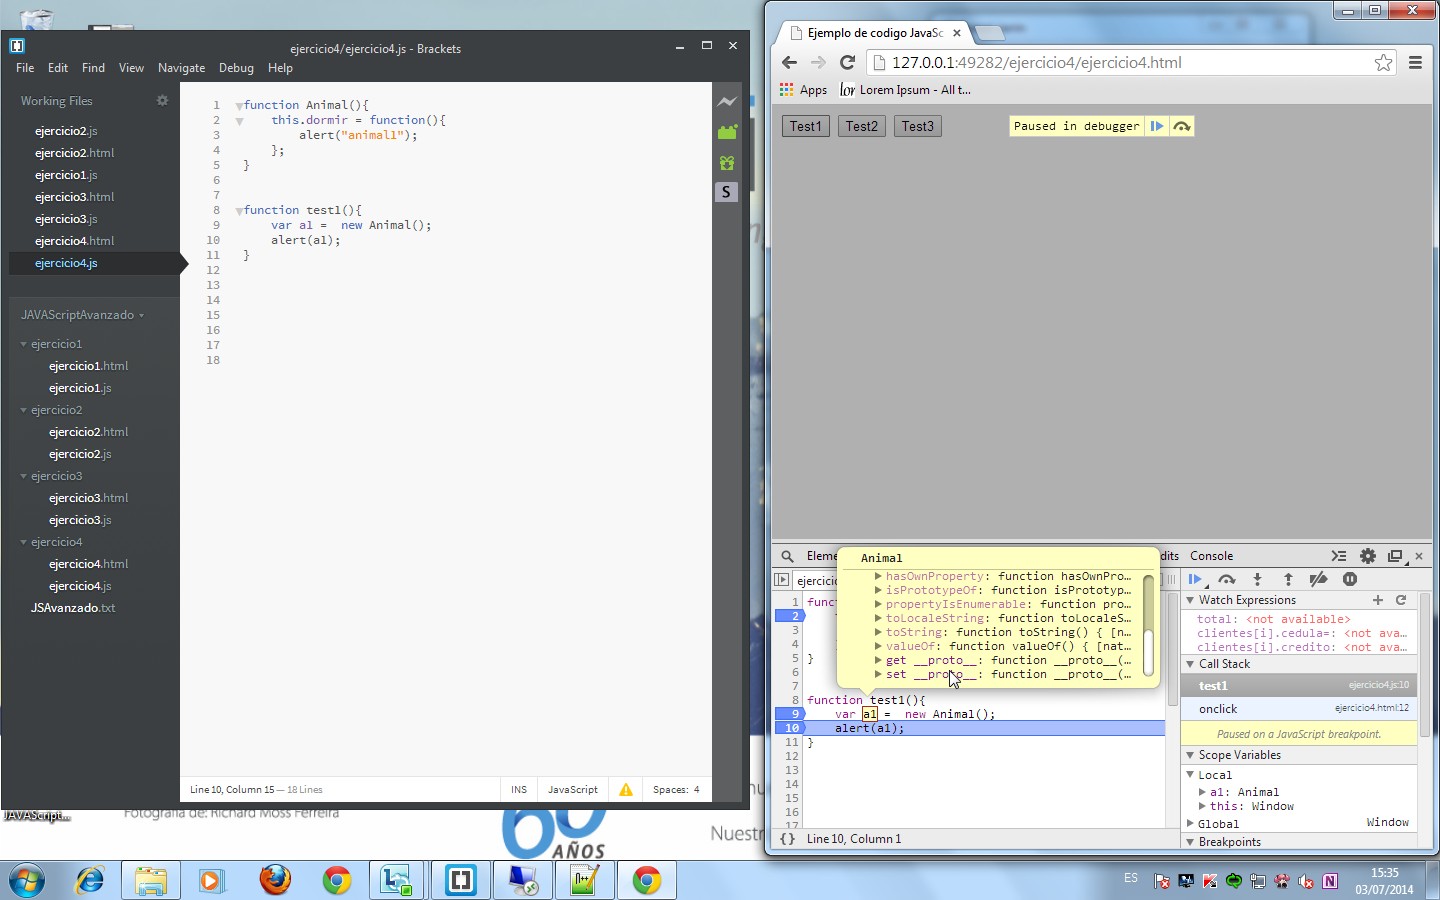 ejercicio4/ejercicio4.js - Brackets
File Edit Find View Navigate Debug Help
Working Files
ejercicio2.js
ejercicio2.html
ejercicio1.js
ejercicio3.html
ejercicio3.js
ejercicio4.html
ejercicio4.js
JAVAScriptAvanzado
ejercicio1
ejercicio1.html
ejercicio1.js
ejercicio2
ejercicio2.html
ejercicio2.js
ejercicio3
ejercicio3.html
ejercicio3.js
ejercicio4
ejercicio4.html
ejercicio4.js
JSAvanzado.txt
1 function Animal(){
2 this.dormir = function(){
3 alert("animal1");
4 };
5 }
6
7
8 function test1(){
9 var a1 =  new Animal();
10 alert(a1);
11 }
12
13
14
15
16
17
18
S
Line 10, Column 15 — 18 Lines
INS
JavaScript
Spaces: 4
JAVAScript...
Fotografía de: Richard Moss Ferreira
60
AÑOS
Nuestr
Ejemplo de codigo JavaSc
127.0.0.1:49282/ejercicio4/ejercicio4.html
Apps
Lorem Ipsum - All t...
Test1 Test2 Test3
Paused in debugger
Eleme
dits Console
ejercicio
Animal
hasOwnProperty: function hasOwnPro...
isPrototypeOf: function isPrototyp...
propertyIsEnumerable: function pro...
toLocaleString: function toLocaleS...
toString: function toString() { [n...
valueOf: function valueOf() { [nat...
get __proto__: function __proto__(...
set __proto__: function __proto__(...
1 func
2
3
4
5 }
6
7
8 function test1(){
9 var a1 =  new Animal();
10 alert(a1);
11 }
12
13
14
15
16
17
{ } Line 10, Column 1
Watch Expressions
total: <not available>
clientes[i].cedula=: <not ava...
clientes[i].credito: <not ava...
Call Stack
test1 ejercicio4.js:10
onclick ejercicio4.html:12
Paused on a JavaScript breakpoint.
Scope Variables
Local
a1: Animal
this: Window
Global Window
Breakpoints
ES
15:35
03/07/2014